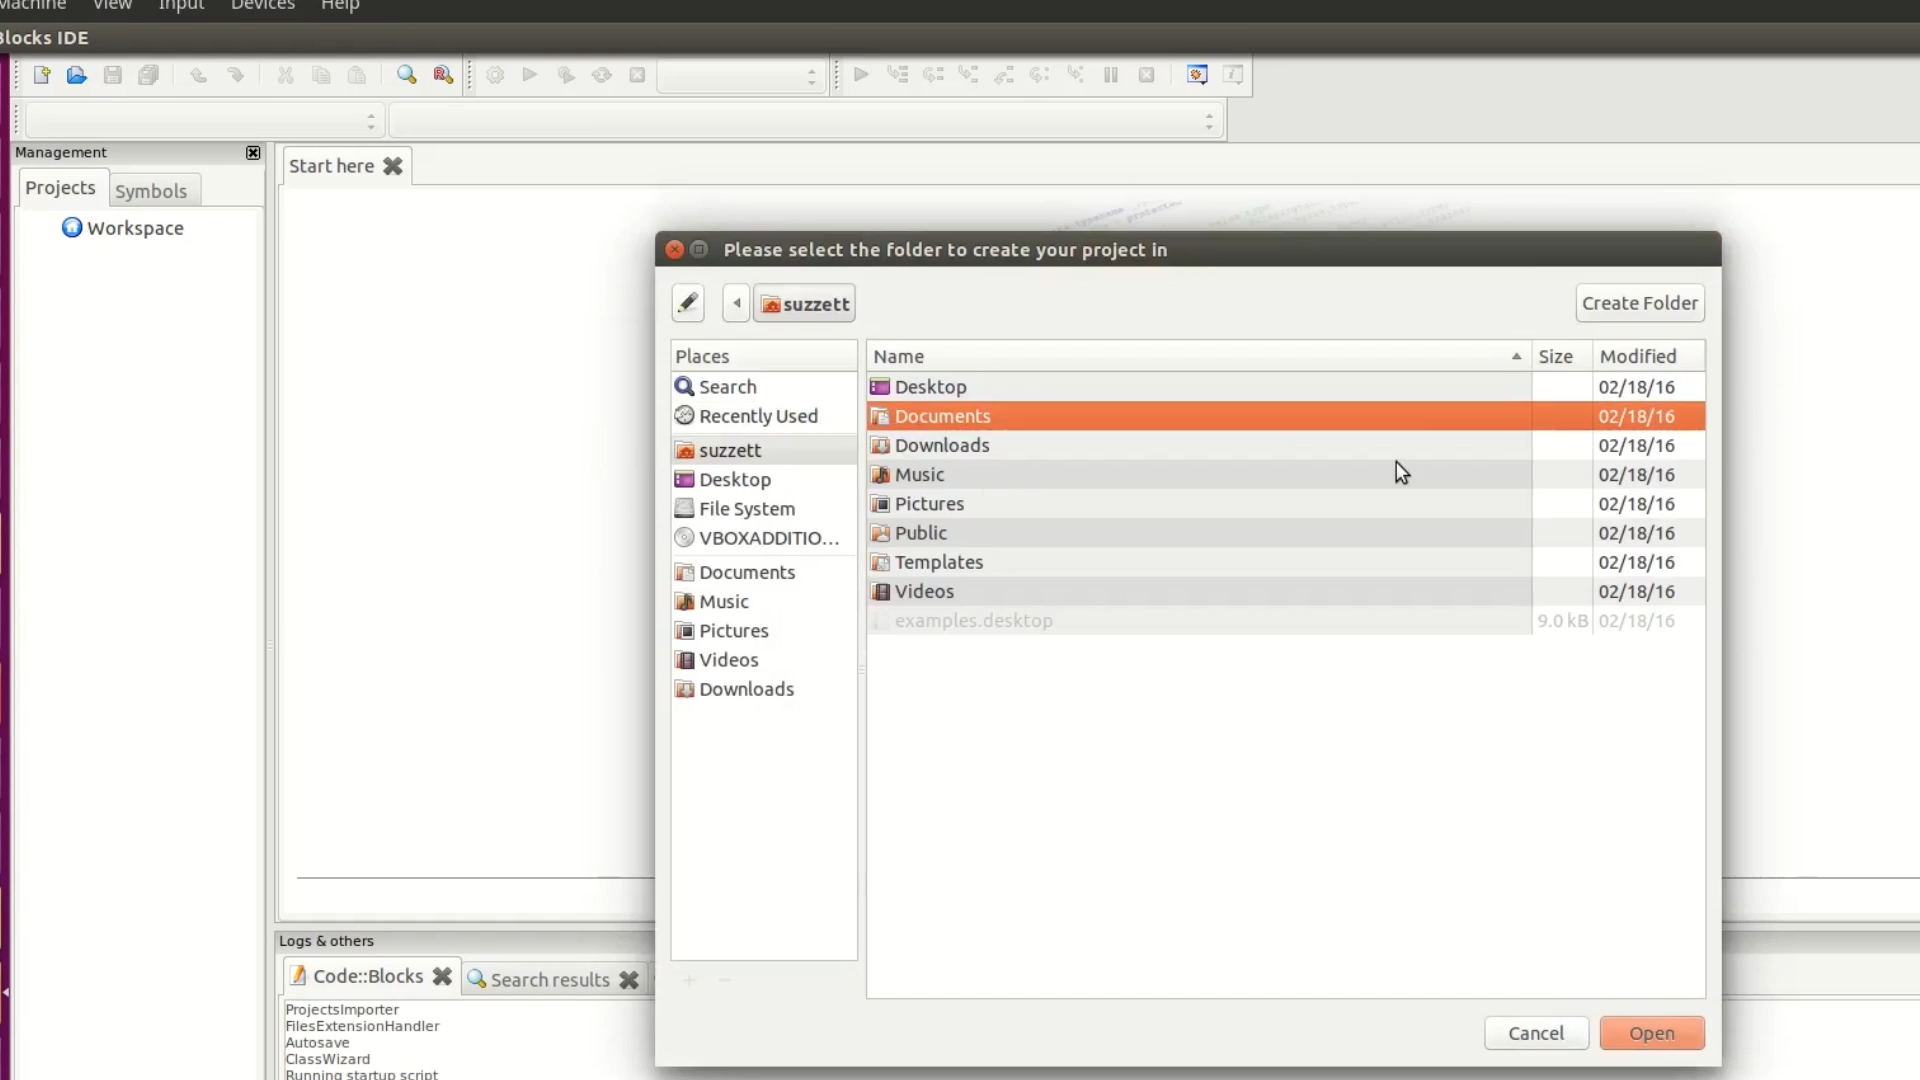 Machine View Input Devices Help
Blocks IDE
Management
Projects Symbols
Workspace
Start here
Please select the folder to create your project in
suzzett
Create Folder
Places
Search
Recently Used
suzzett
Desktop
File System
VBOXADDITIO...
Documents
Music
Pictures
Videos
Downloads
Name Size Modified
Desktop 02/18/16
Documents 02/18/16
Downloads 02/18/16
Music 02/18/16
Pictures 02/18/16
Public 02/18/16
Templates 02/18/16
Videos 02/18/16
examples.desktop 9.0 kB 02/18/16
Cancel Open
Logs & others
Code::Blocks Search results
ProjectsImporter
FilesExtensionHandler
Autosave
ClassWizard
Running startup script